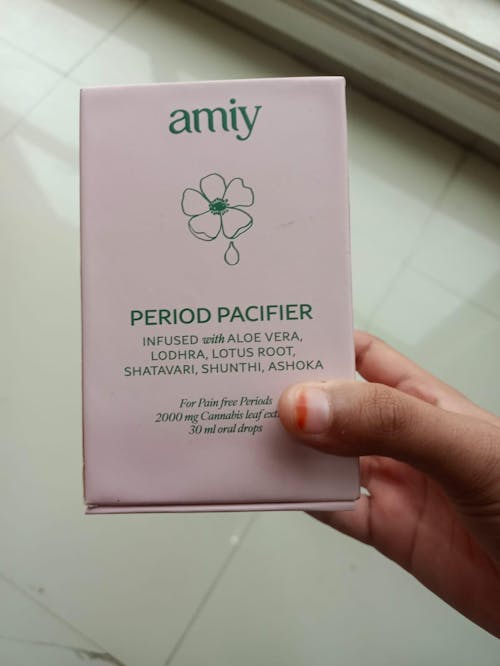 amiy
PERIOD PACIFIER
INFUSED with ALOE VERA,
LODHRA, LOTUS ROOT,
SHATAVARI, SHUNTHI, ASHOKA
For Pain free Periods
2000 mg Cannabis leaf
30 ml oral drops